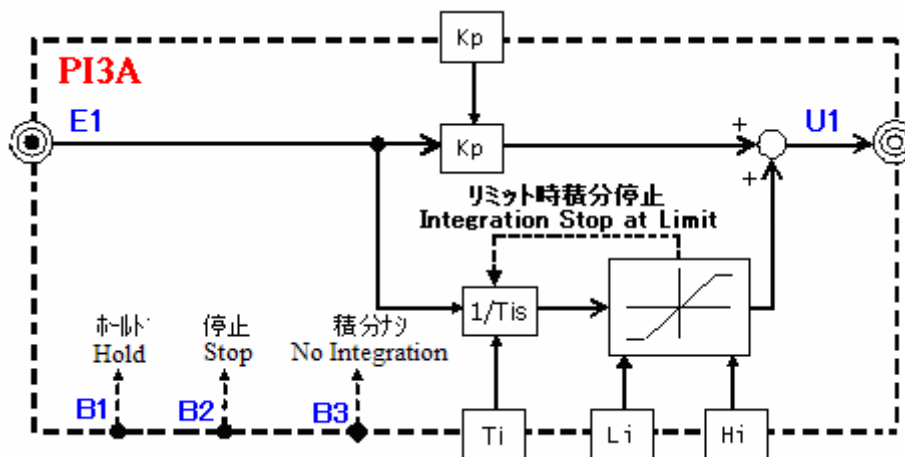 Kp
PI3A
E1
Kp
+
U1
+
リミット時積分停止
Integration Stop at Limit
1/Tis
ﾎｰﾙﾄﾞ
Hold
停止
Stop
積分ﾅｼ
No Integration
B1
B2
B3
Ti
Li
Hi